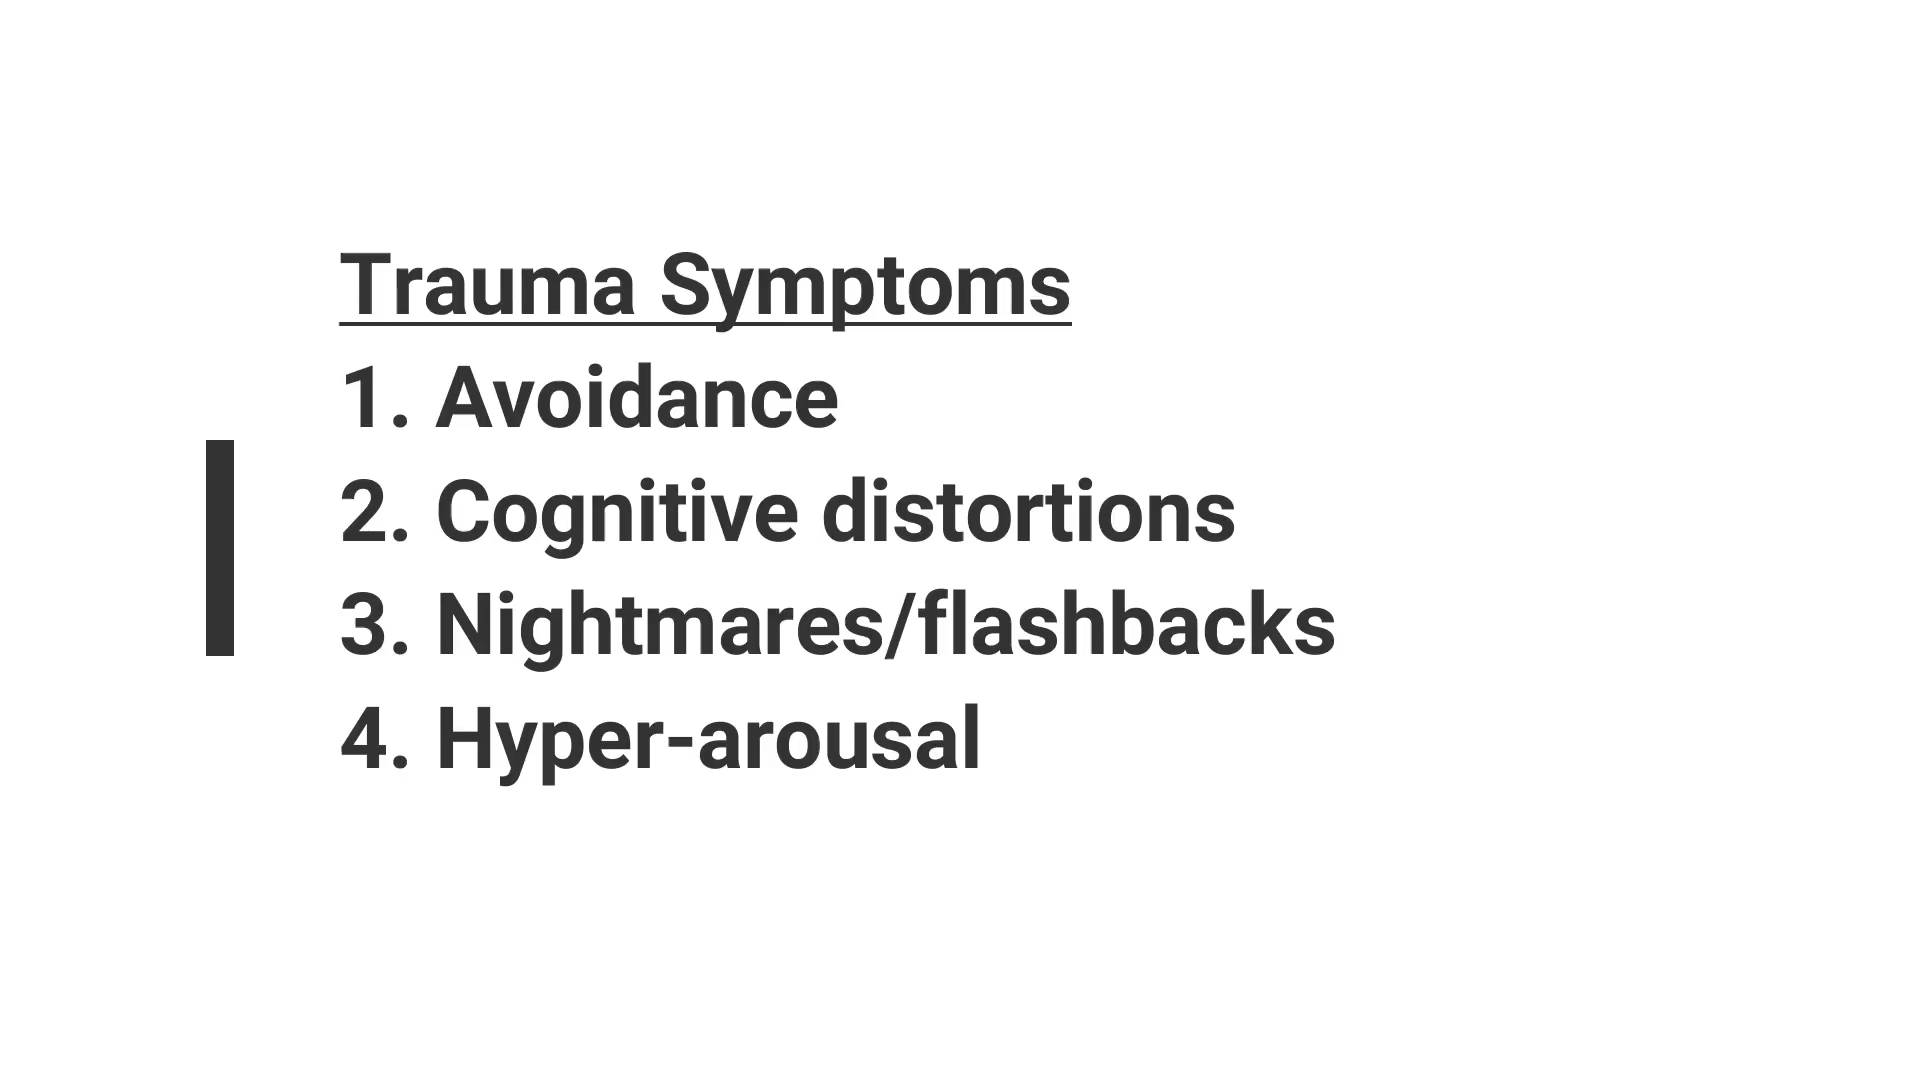 Trauma Symptoms
1. Avoidance
2. Cognitive distortions
3. Nightmares/flashbacks
4. Hyper-arousal